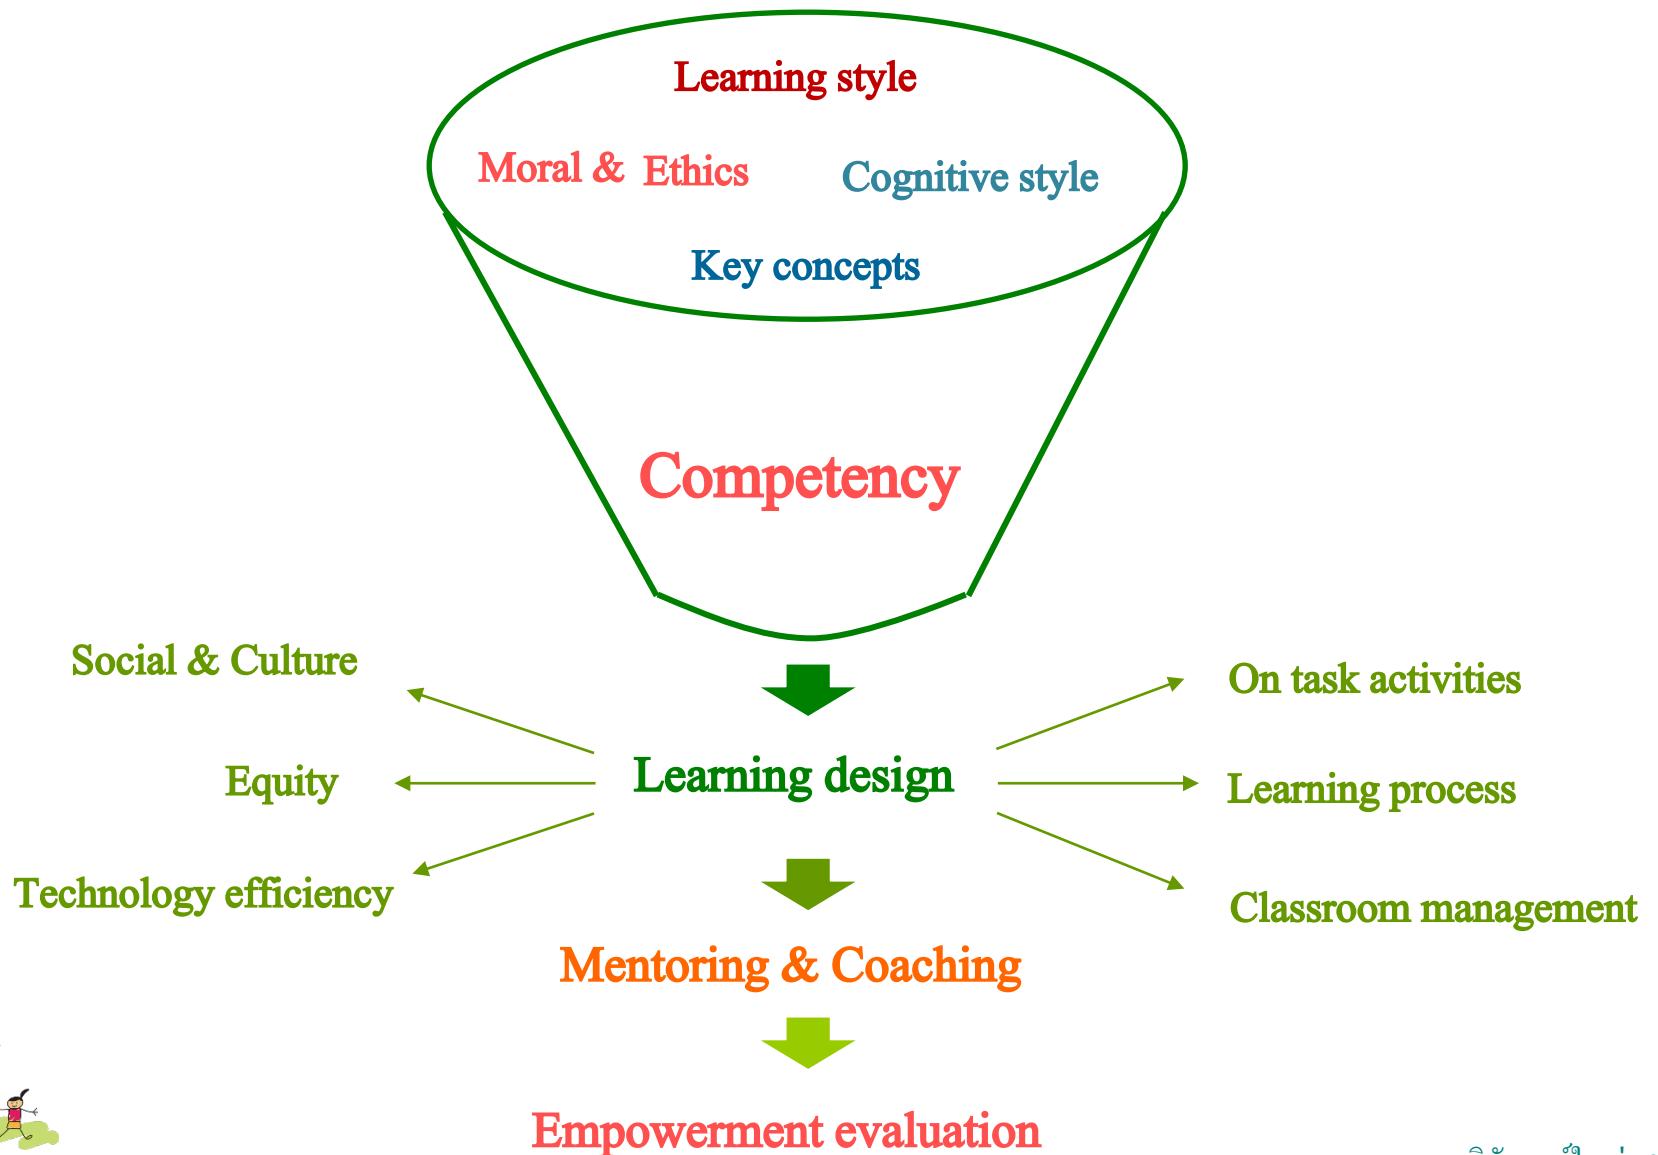 Learning style
Moral & Ethics
Cognitive style
Key concepts
Competency
Social & Culture
On task activities
Equity
Learning design
Learning process
Technology efficiency
Classroom management
Mentoring & Coaching
Empowerment evaluation